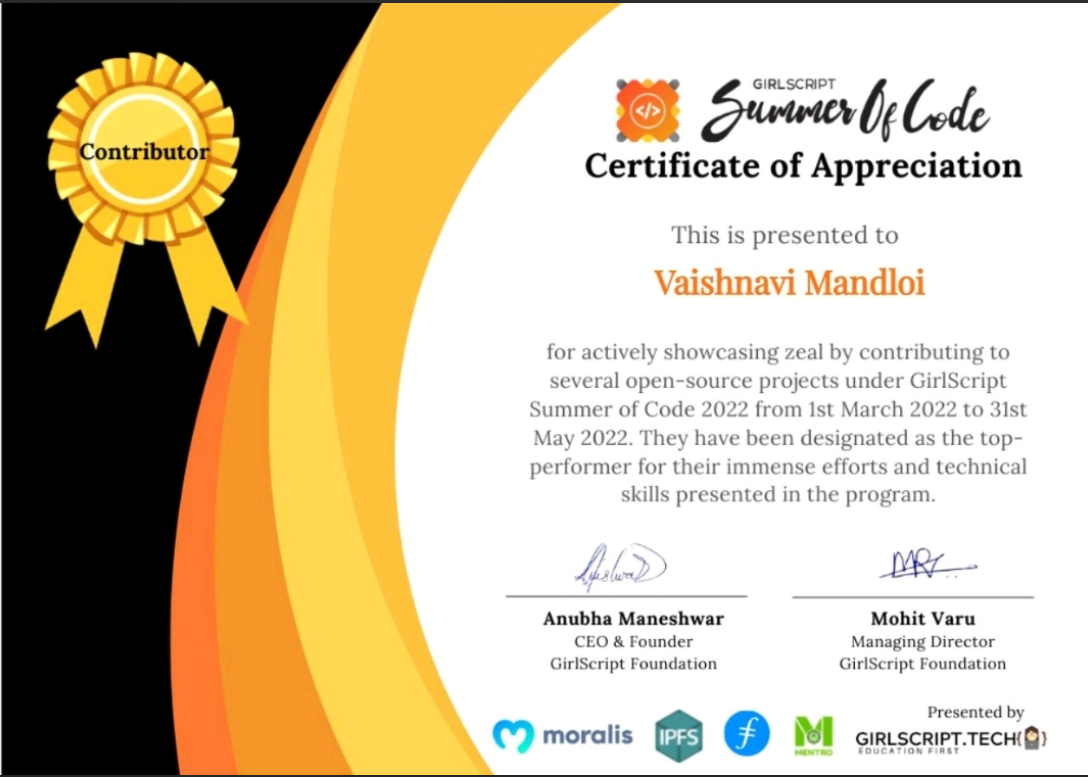 Contributor
GIRLSCRIPT
Summer Of Code
Certificate of Appreciation
This is presented to
Vaishnavi Mandloi
for actively showcasing zeal by contributing to
several open-source projects under GirlScript
Summer of Code 2022 from 1st March 2022 to 31st
May 2022. They have been designated as the top-
performer for their immense efforts and technical
skills presented in the program.
Anubha Maneshwar
CEO & Founder
GirlScript Foundation
Mohit Varu
Managing Director
GirlScript Foundation
Presented by
moralis
IPFS
MENTRO
GIRLSCRIPT.TECH{}
EDUCATION FIRST